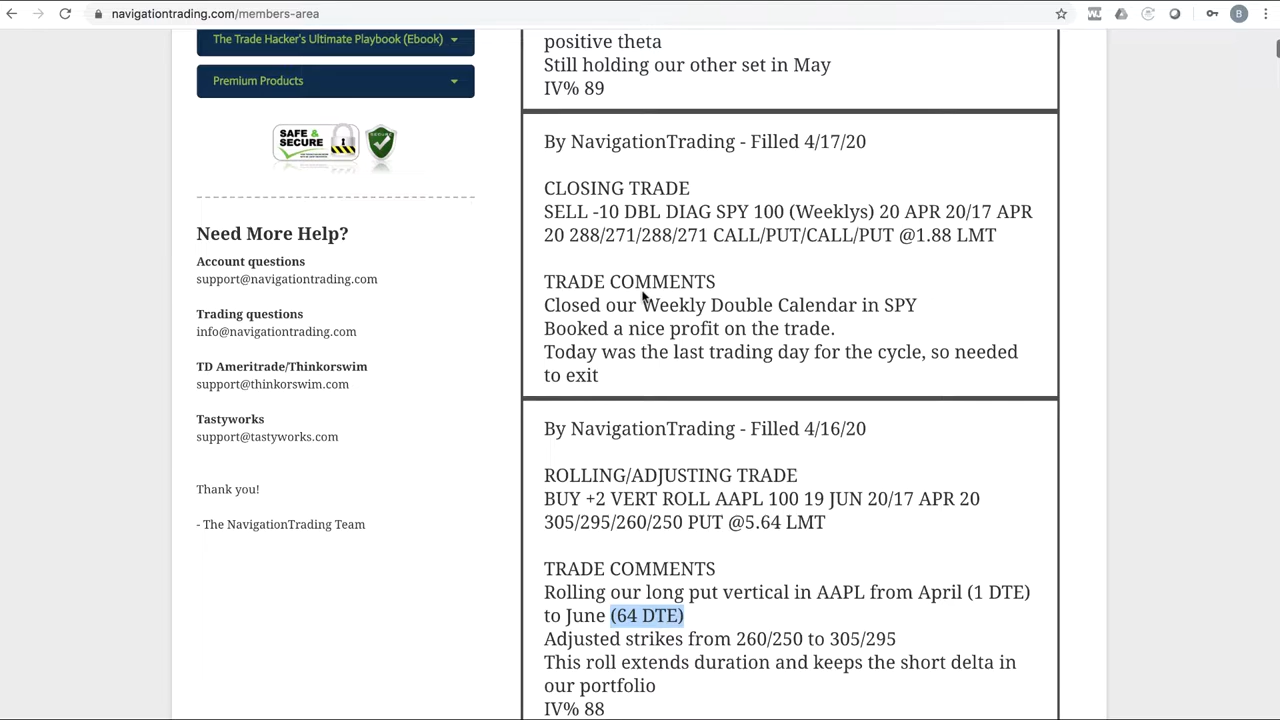 navigationtrading.com/members-area
B
The Trade Hacker's Ultimate Playbook (Ebook)
Premium Products
SAFE &
SECURE
Need More Help?
Account questions
support@navigationtrading.com
Trading questions
info@navigationtrading.com
TD Ameritrade/Thinkorswim
support@thinkorswim.com
Tastyworks
support@tastyworks.com
Thank you!
- The NavigationTrading Team
positive theta
Still holding our other set in May
IV% 89
By NavigationTrading - Filled 4/17/20
CLOSING TRADE
SELL -10 DBL DIAG SPY 100 (Weeklys) 20 APR 20/17 APR
20 288/271/288/271 CALL/PUT/CALL/PUT @1.88 LMT
TRADE COMMENTS
Closed our Weekly Double Calendar in SPY
Booked a nice profit on the trade.
Today was the last trading day for the cycle, so needed
to exit
By NavigationTrading - Filled 4/16/20
ROLLING/ADJUSTING TRADE
BUY +2 VERT ROLL AAPL 100 19 JUN 20/17 APR 20
305/295/260/250 PUT @5.64 LMT
TRADE COMMENTS
Rolling our long put vertical in AAPL from April (1 DTE)
to June (64 DTE)
Adjusted strikes from 260/250 to 305/295
This roll extends duration and keeps the short delta in
our portfolio
IV% 88